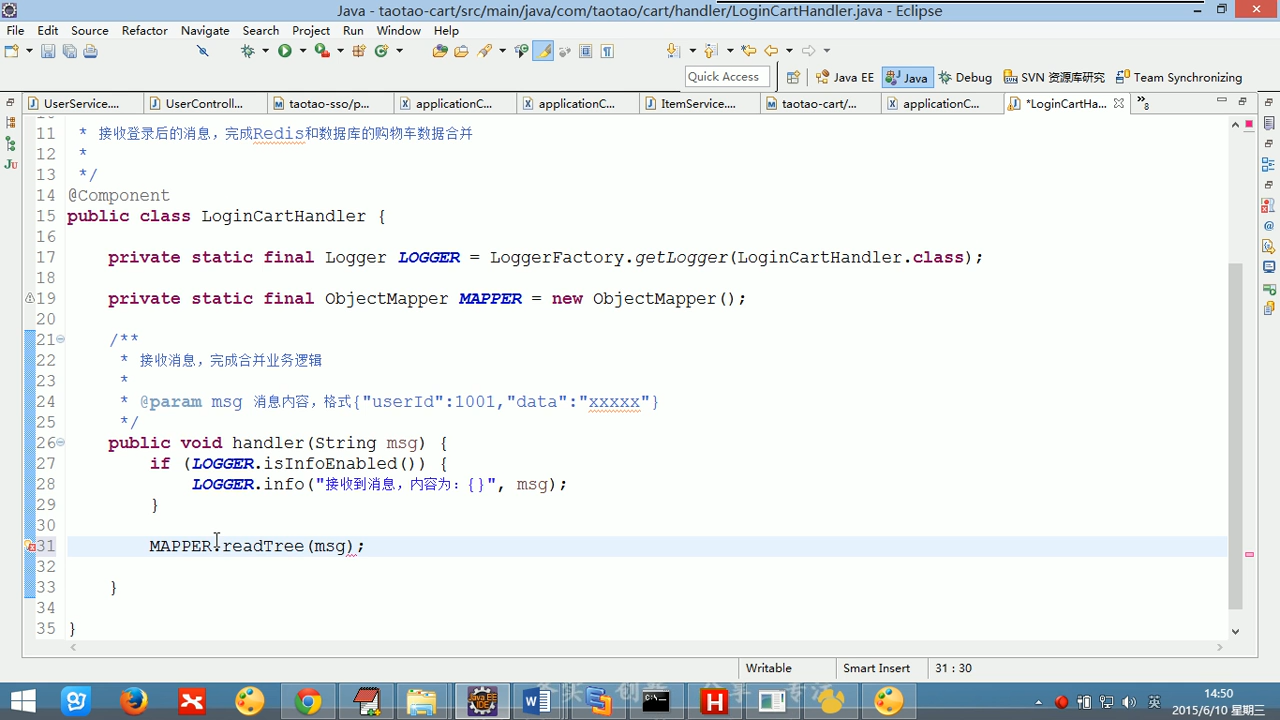 Java - taotao-cart/src/main/java/com/taotao/cart/handler/LoginCartHandler.java - Eclipse
File Edit Source Refactor Navigate Search Project Run Window Help
Quick Access Java EE Java Debug SVN 资源库研究 Team Synchronizing
UserService.... UserControll... taotao-sso/p... applicationC... applicationC... ItemService.... taotao-cart/... applicationC... *LoginCartHa... »8
11 * 接收登录后的消息，完成Redis和数据库的购物车数据合并
12 *
13 */
14 @Component
15 public class LoginCartHandler {
16
17 private static final Logger LOGGER = LoggerFactory.getLogger(LoginCartHandler.class);
18
19 private static final ObjectMapper MAPPER = new ObjectMapper();
20
21 /**
22 * 接收消息，完成合并业务逻辑
23 *
24 * @param msg 消息内容，格式{"userId":1001,"data":"xxxxx"}
25 */
26 public void handler(String msg) {
27 if (LOGGER.isInfoEnabled()) {
28 LOGGER.info("接收到消息，内容为：{}", msg);
29 }
30
31 MAPPER.readTree(msg);
32
33 }
34
35 }
Writable Smart Insert 31 : 30
英 14:50
2015/6/10 星期三